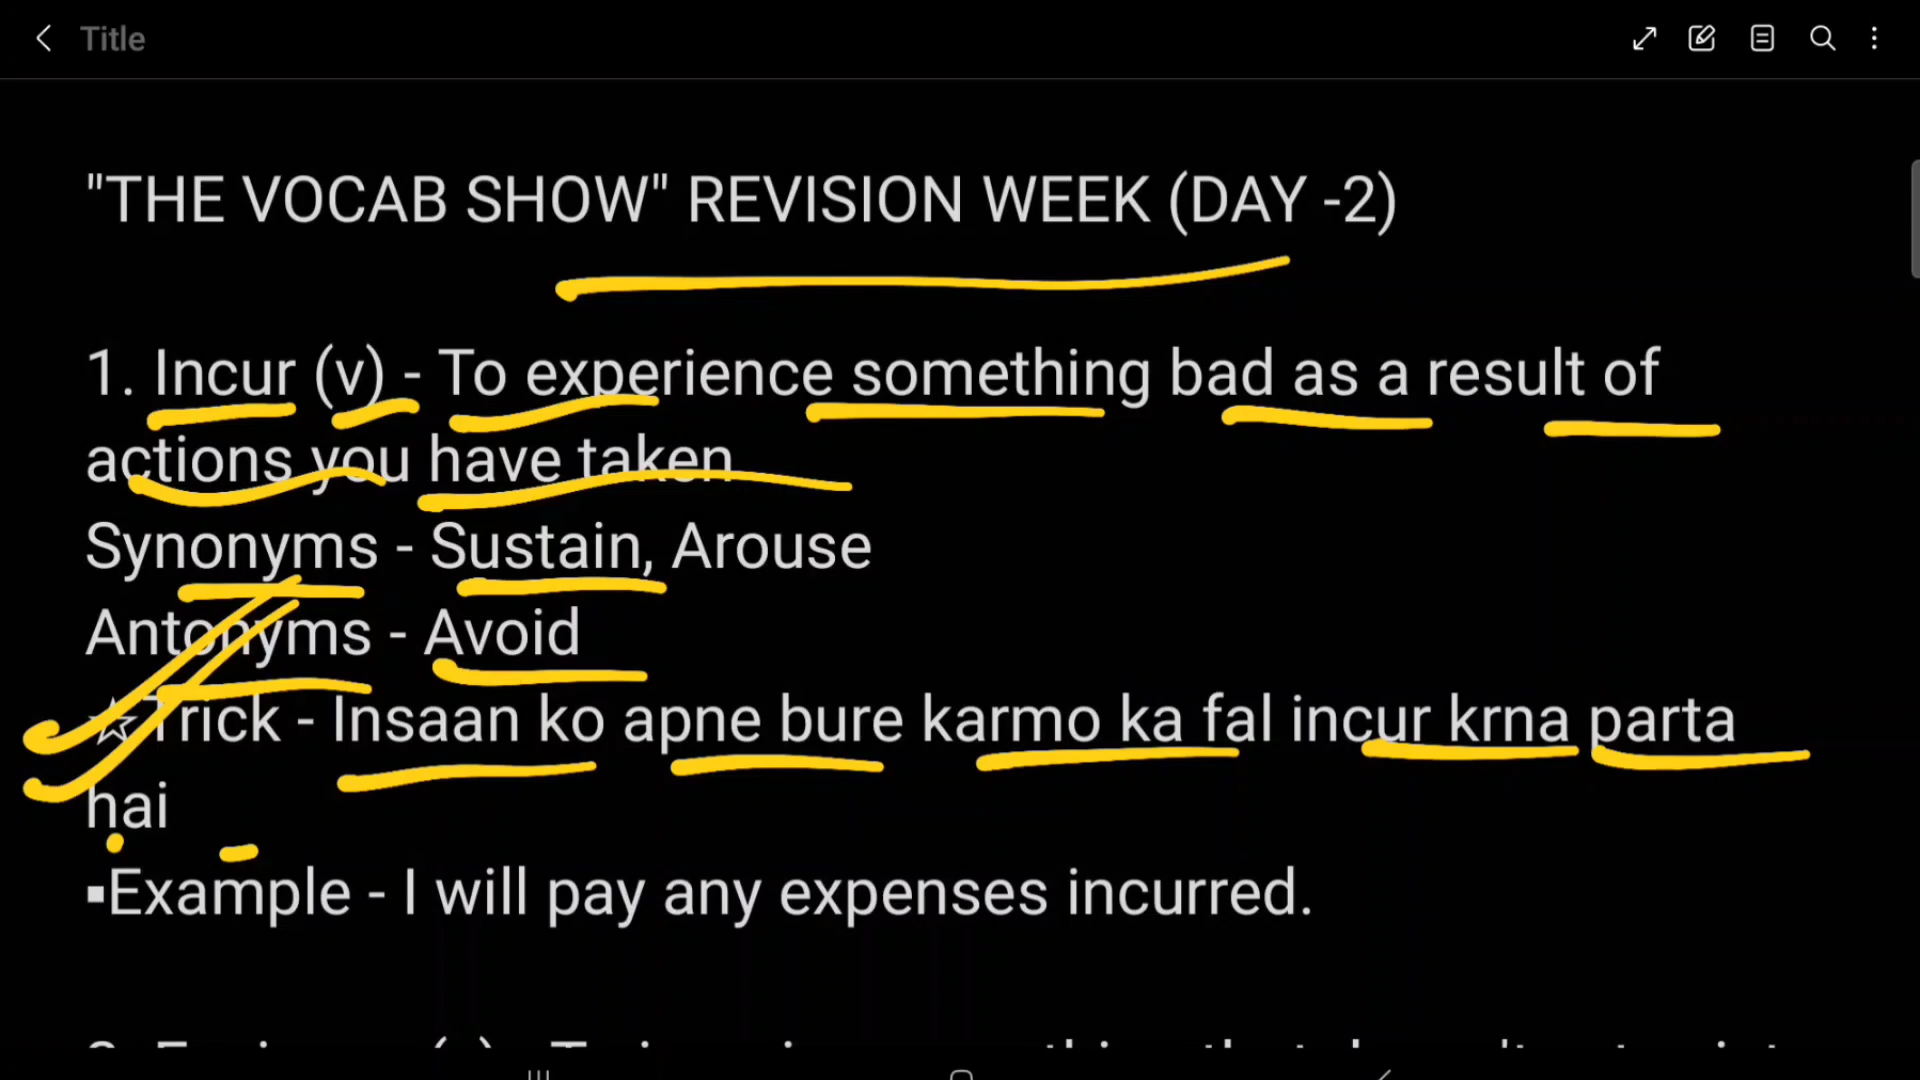 Title
"THE VOCAB SHOW" REVISION WEEK (DAY -2)
1. Incur (v) - To experience something bad as a result of
actions you have taken
Synonyms - Sustain, Arouse
Antonyms - Avoid
☆Trick - Insaan ko apne bure karmo ka fal incur krna parta
hai
▪Example - I will pay any expenses incurred.